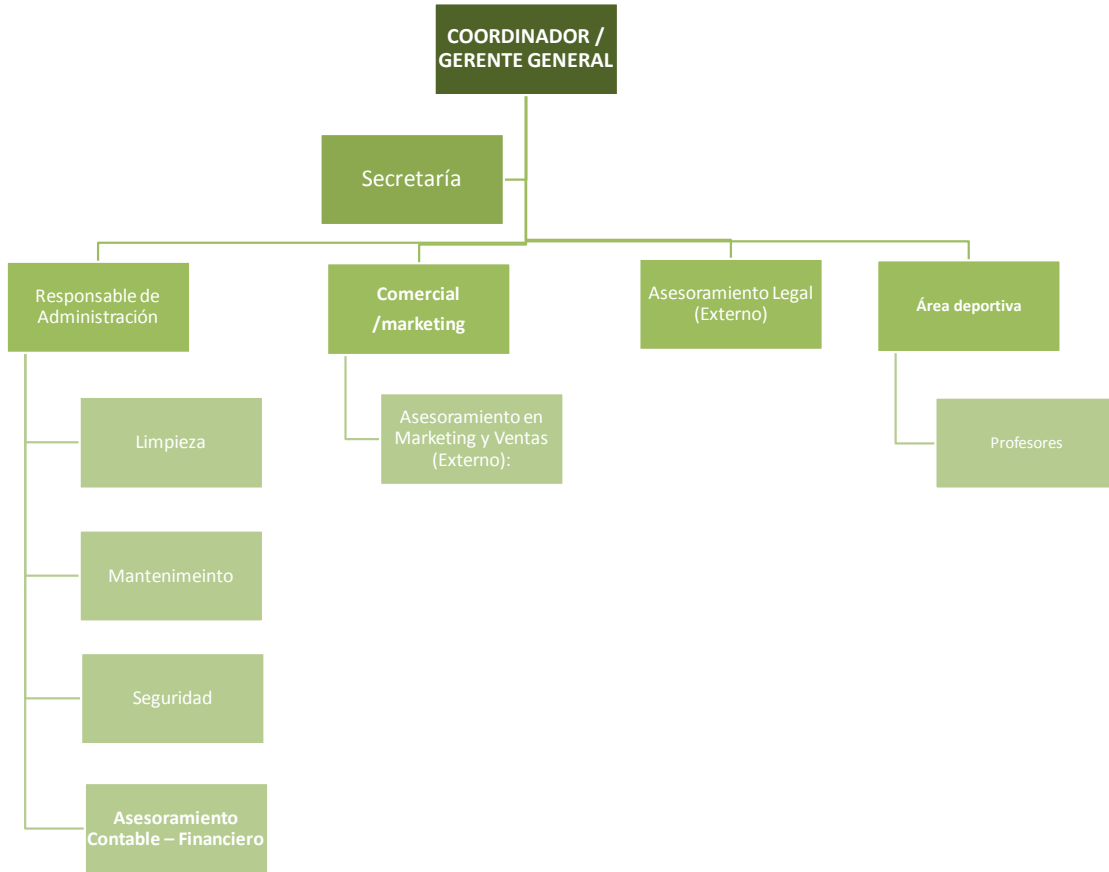 COORDINADOR /
GERENTE GENERAL
Secretaría
Responsable de
Administración
Comercial
/marketing
Asesoramiento Legal
(Externo)
Área deportiva
Limpieza
Asesoramiento en
Marketing y Ventas
(Externo):
Profesores
Mantenimeinto
Seguridad
Asesoramiento
Contable – Financiero